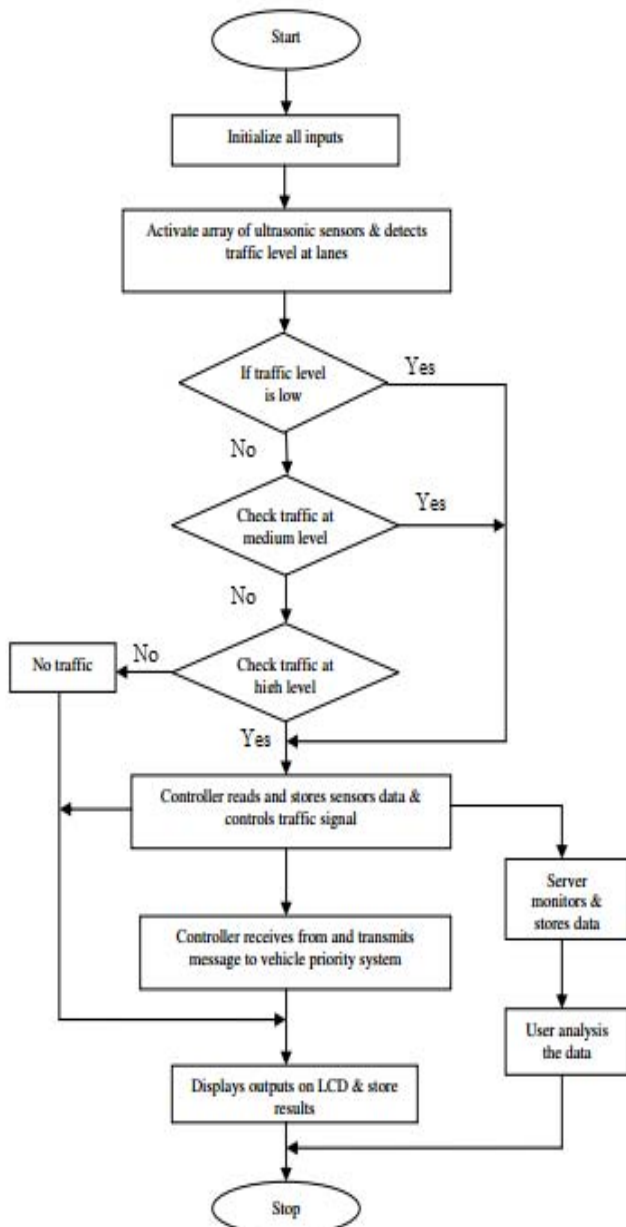 Start
Initialize all inputs
Activate array of ultrasonic sensors & detects
traffic level at lanes
If traffic level
is low
Yes
No
Check traffic at
medium level
Yes
No
Check traffic at
high level
No
No traffic
Yes
Controller reads and stores sensors data &
controls traffic signal
Server
monitors &
stores data
Controller receives from and transmits
message to vehicle priority system
User analysis
the data
Displays outputs on LCD & store
results
Stop